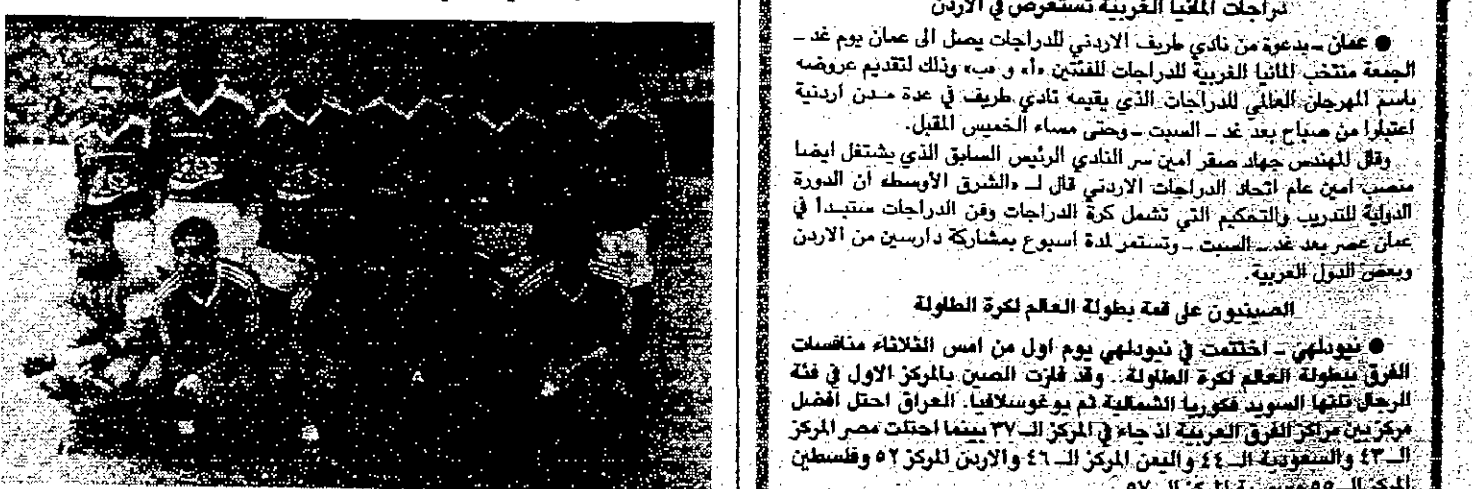 دراجات المانيا الغربية تستعرض في الاردن
● عمان ـ بدعوة من نادي طريف الاردني للدراجات يصل الى عمان يوم غد ـ
الجمعة منتخب المانيا الغربية للدراجات للفئتين «أ» و «ب» وذلك لتقديم عروضه
باسم المهرجان العالمي للدراجات الذي يقيمه نادي طريف في عدة مدن اردنية
اعتبارا من صباح بعد غد ـ السبت ـ وحتى مساء الخميس المقبل.
وقال المهندس جهاد صقر امين سر النادي الرئيس السابق الذي يشتغل ايضا
منصب امين عام اتحاد الدراجات الاردني قال لـ «الشرق الأوسط» أن الدورة
الدولية للتدريب والتحكيم التي تشمل كرة الدراجات وفن الدراجات ستبدأ في
عمان عصر بعد غد ـ السبت ـ وتستمر لمدة اسبوع بمشاركة دارسين من الاردن
وبعض الدول العربية
الصينيون على قمة بطولة العالم لكرة الطاولة
● نيودلهي ـ اختتمت في نيودلهي يوم اول من امس الثلاثاء منافسات
الفرق ببطولة العالم لكرة الطاولة.. وقد فازت الصين بالمركز الاول في فئة
الرجال تلتها السويد فكوريا الشمالية ثم يوغوسلافيا. العراق احتل افضل
مركز بين مراكز الفرق العربية اذ جاء في المركز الـ ٣٧ بينما احتلت مصر المركز
الـ ٤٣ والسعودية الـ ٤٤ واليمن المركز الـ ٤٦ والاردن المركز ٥٢ وفلسطين
المركز الـ ٥٥